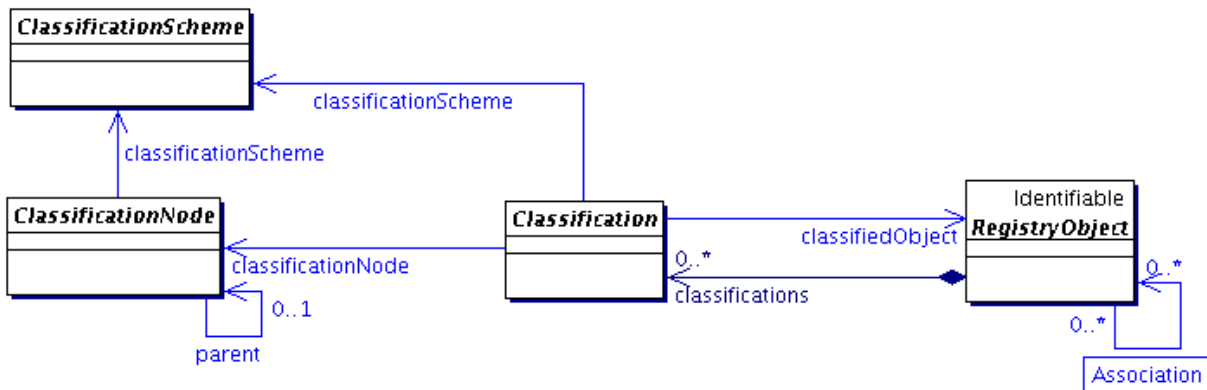 ClassificationScheme
classificationScheme
classificationScheme
ClassificationNode
Classification
Identifiable
RegistryObject
classifiedObject
classificationNode
0..*
0..*
classifications
0..1
0..*
parent
Association